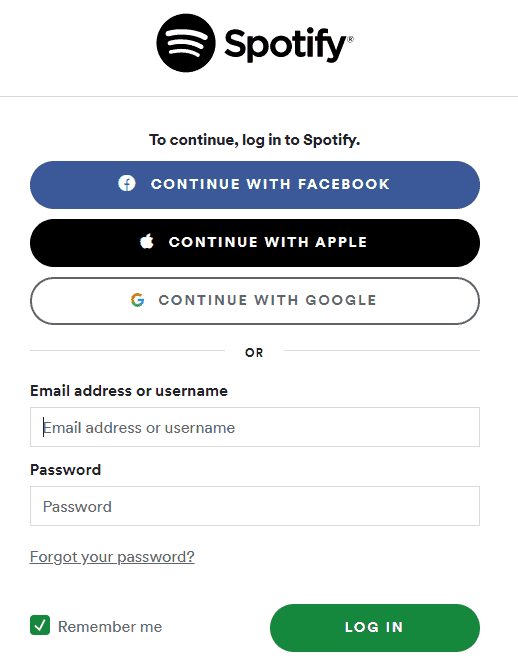 Spotify®
To continue, log in to Spotify.
CONTINUE WITH FACEBOOK
CONTINUE WITH APPLE
CONTINUE WITH GOOGLE
OR
Email address or username
Email address or username
Password
Password
Forgot your password?
Remember me
LOG IN